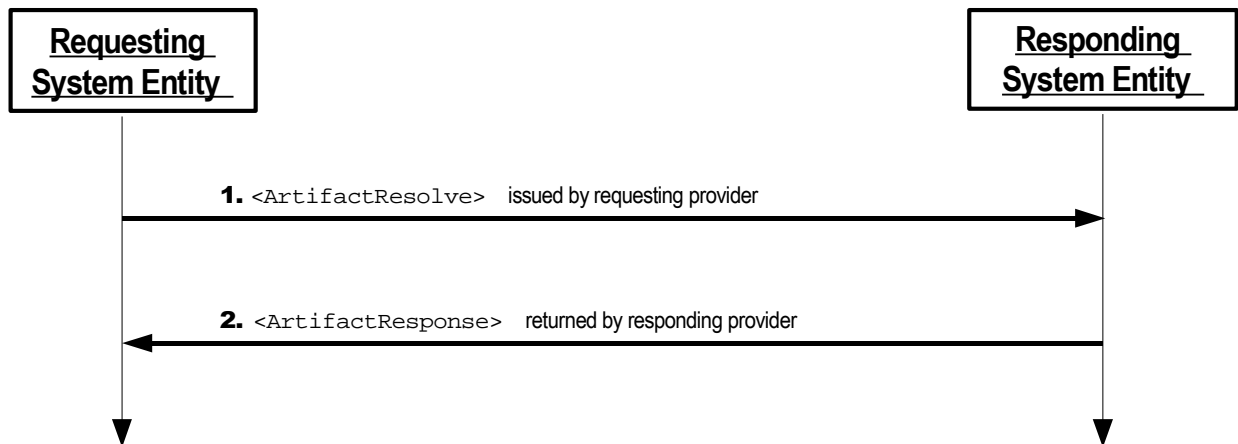 Requesting
System Entity
Responding
System Entity
1. <ArtifactResolve> issued by requesting provider
2. <ArtifactResponse> returned by responding provider